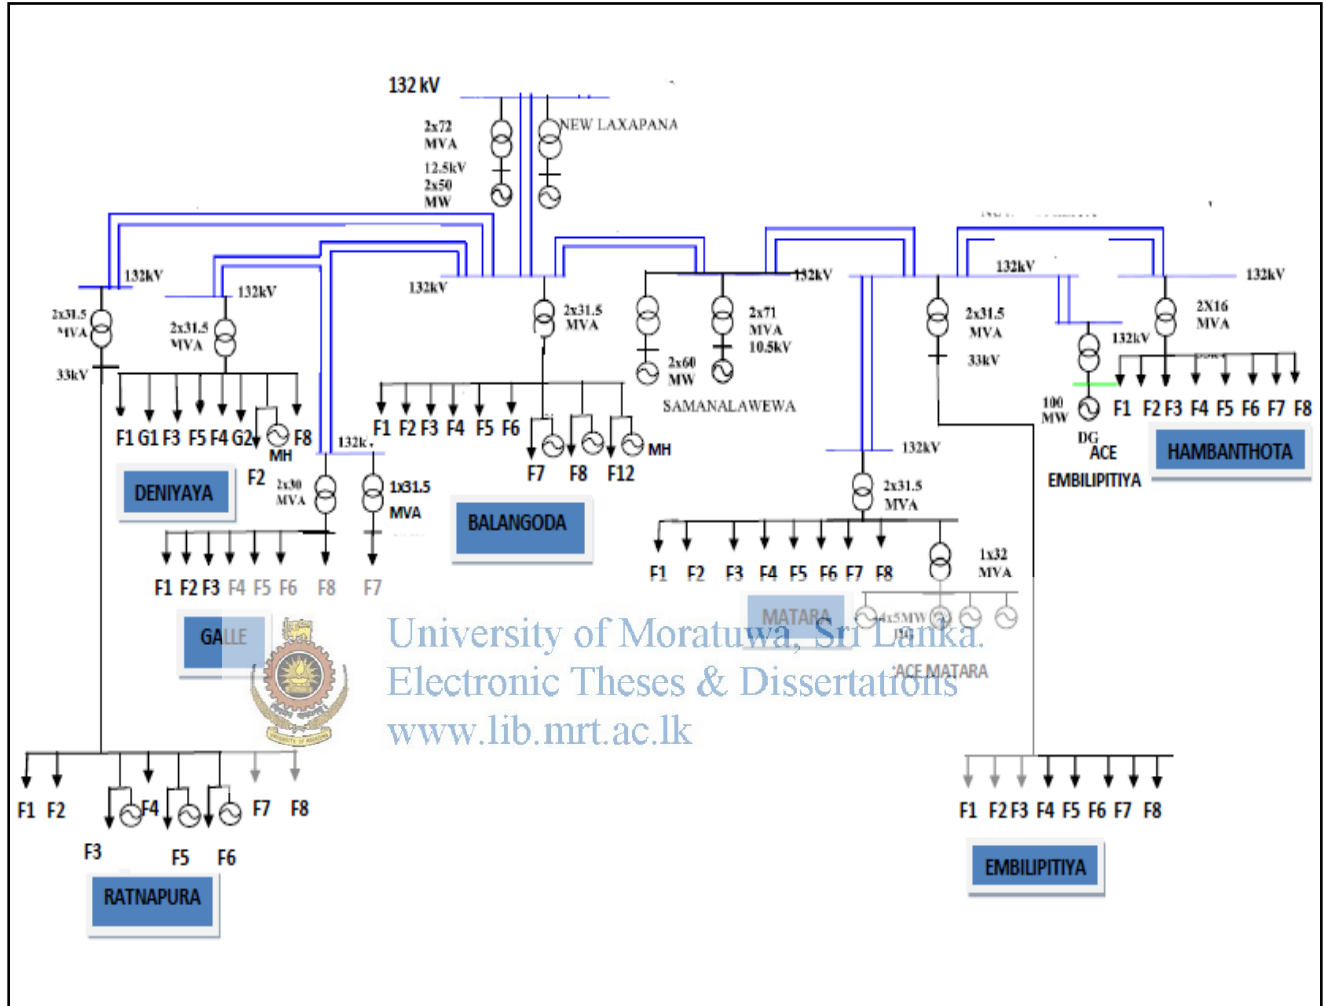 132 kV
NEW LAXAPANA
2x72
MVA
12.5kV
2x50
MW
132kV
132kV
132kV
132kV
132kV
132kV
2x31.5
MVA
2x31.5
MVA
2x31.5
MVA
2x71
MVA
10.5kV
2x60
MW
SAMANALAWEWA
2x31.5
MVA
33kV
132kV
2X16
MVA
33kV
100
MW
DG
ACE
EMBILIPITIYA
F1 F2 F3 F4 F5 F6 F7 F8
HAMBANTHOTA
F1 G1 F3 F5 F4 G2 F8
MH
F2
DENIYAYA
F1 F2 F3 F4 F5 F6
F7 F8 F12 MH
BALANGODA
2x30
MVA
1x31.5
MVA
F1 F2 F3 F4 F5 F6 F8 F7
GALLE
132kV
2x31.5
MVA
1x32
MVA
F1 F2 F3 F4 F5 F6 F7 F8
MATARA
4x5MW
ACE MATARA
University of Moratuwa, Sri Lanka.
Electronic Theses & Dissertations
www.lib.mrt.ac.lk
F1 F2 F4 F7 F8
F3 F5 F6
RATNAPURA
F1 F2 F3 F4 F5 F6 F7 F8
EMBILIPITIYA